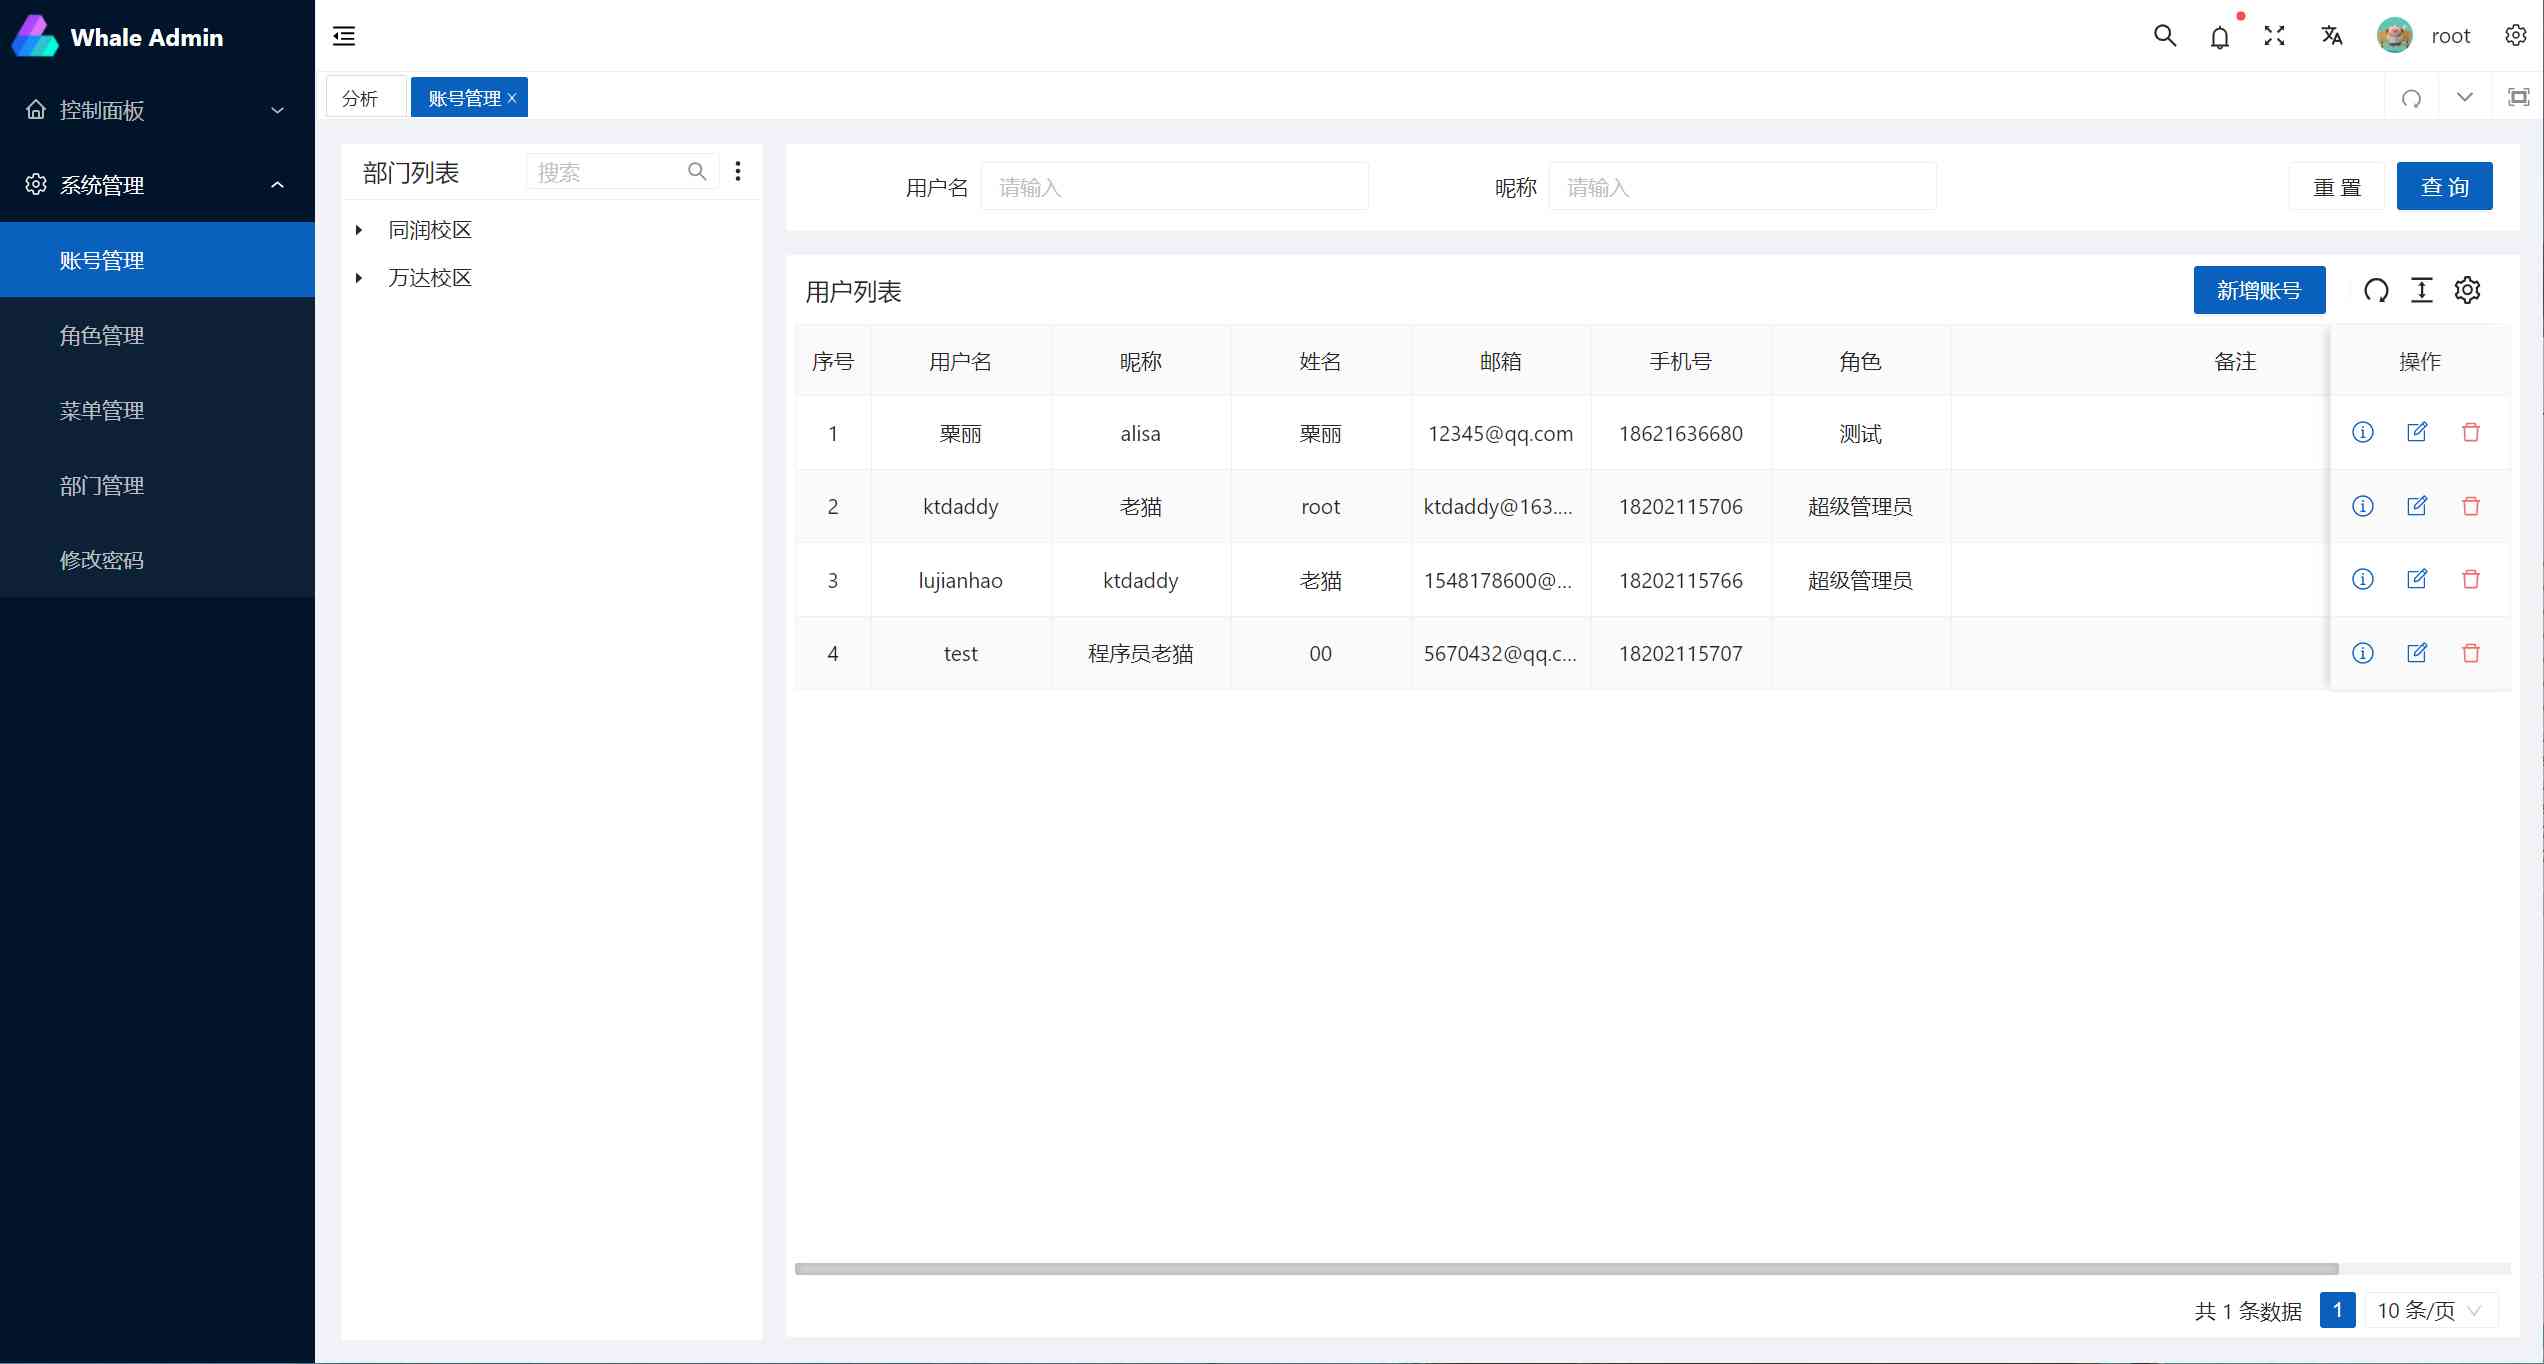 Whale Admin
控制面板
系统管理
账号管理
角色管理
菜单管理
部门管理
修改密码
root
分析
账号管理
部门列表
搜索
同润校区
万达校区
用户名 请输入 昵称 请输入 重置 查询
用户列表 新增账号
序号 用户名 昵称 姓名 邮箱 手机号 角色 备注 操作
1 粟丽 alisa 粟丽 12345@qq.com 18621636680 测试
2 ktdaddy 老猫 root ktdaddy@163.... 18202115706 超级管理员
3 lujianhao ktdaddy 老猫 1548178600@... 18202115766 超级管理员
4 test 程序员老猫 00 5670432@qq.c... 18202115707
共 1 条数据 1 10 条/页